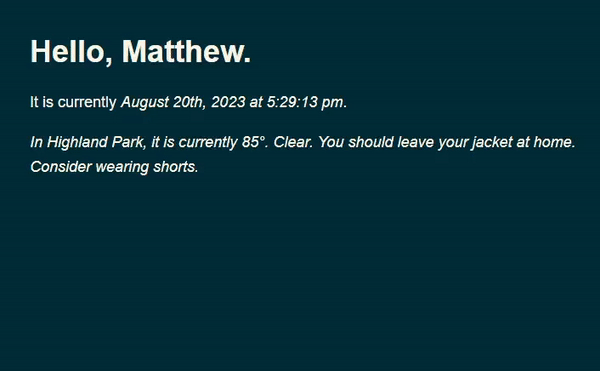 Hello, Matthew.
It is currently August 20th, 2023 at 5:29:13 pm.
In Highland Park, it is currently 85°. Clear. You should leave your jacket at home.
Consider wearing shorts.